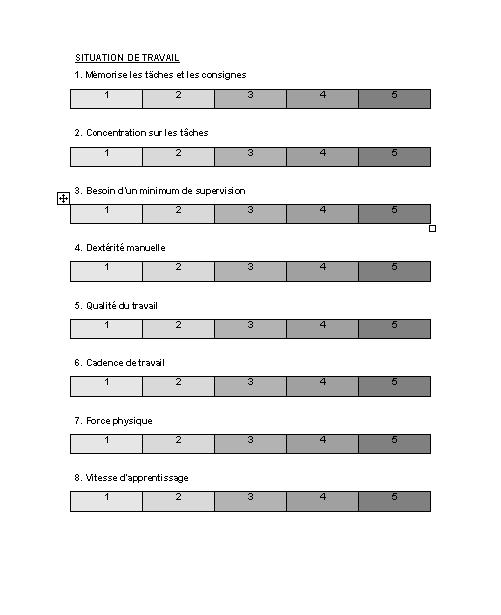 SITUATION DE TRAVAIL
1. Mémorise les tâches et les consignes
1 2 3 4 5
2. Concentration sur les tâches
1 2 3 4 5
3. Besoin d'un minimum de supervision
1 2 3 4 5
4. Dextérité manuelle
1 2 3 4 5
5. Qualité du travail
1 2 3 4 5
6. Cadence de travail
1 2 3 4 5
7. Force physique
1 2 3 4 5
8. Vitesse d'apprentissage
1 2 3 4 5